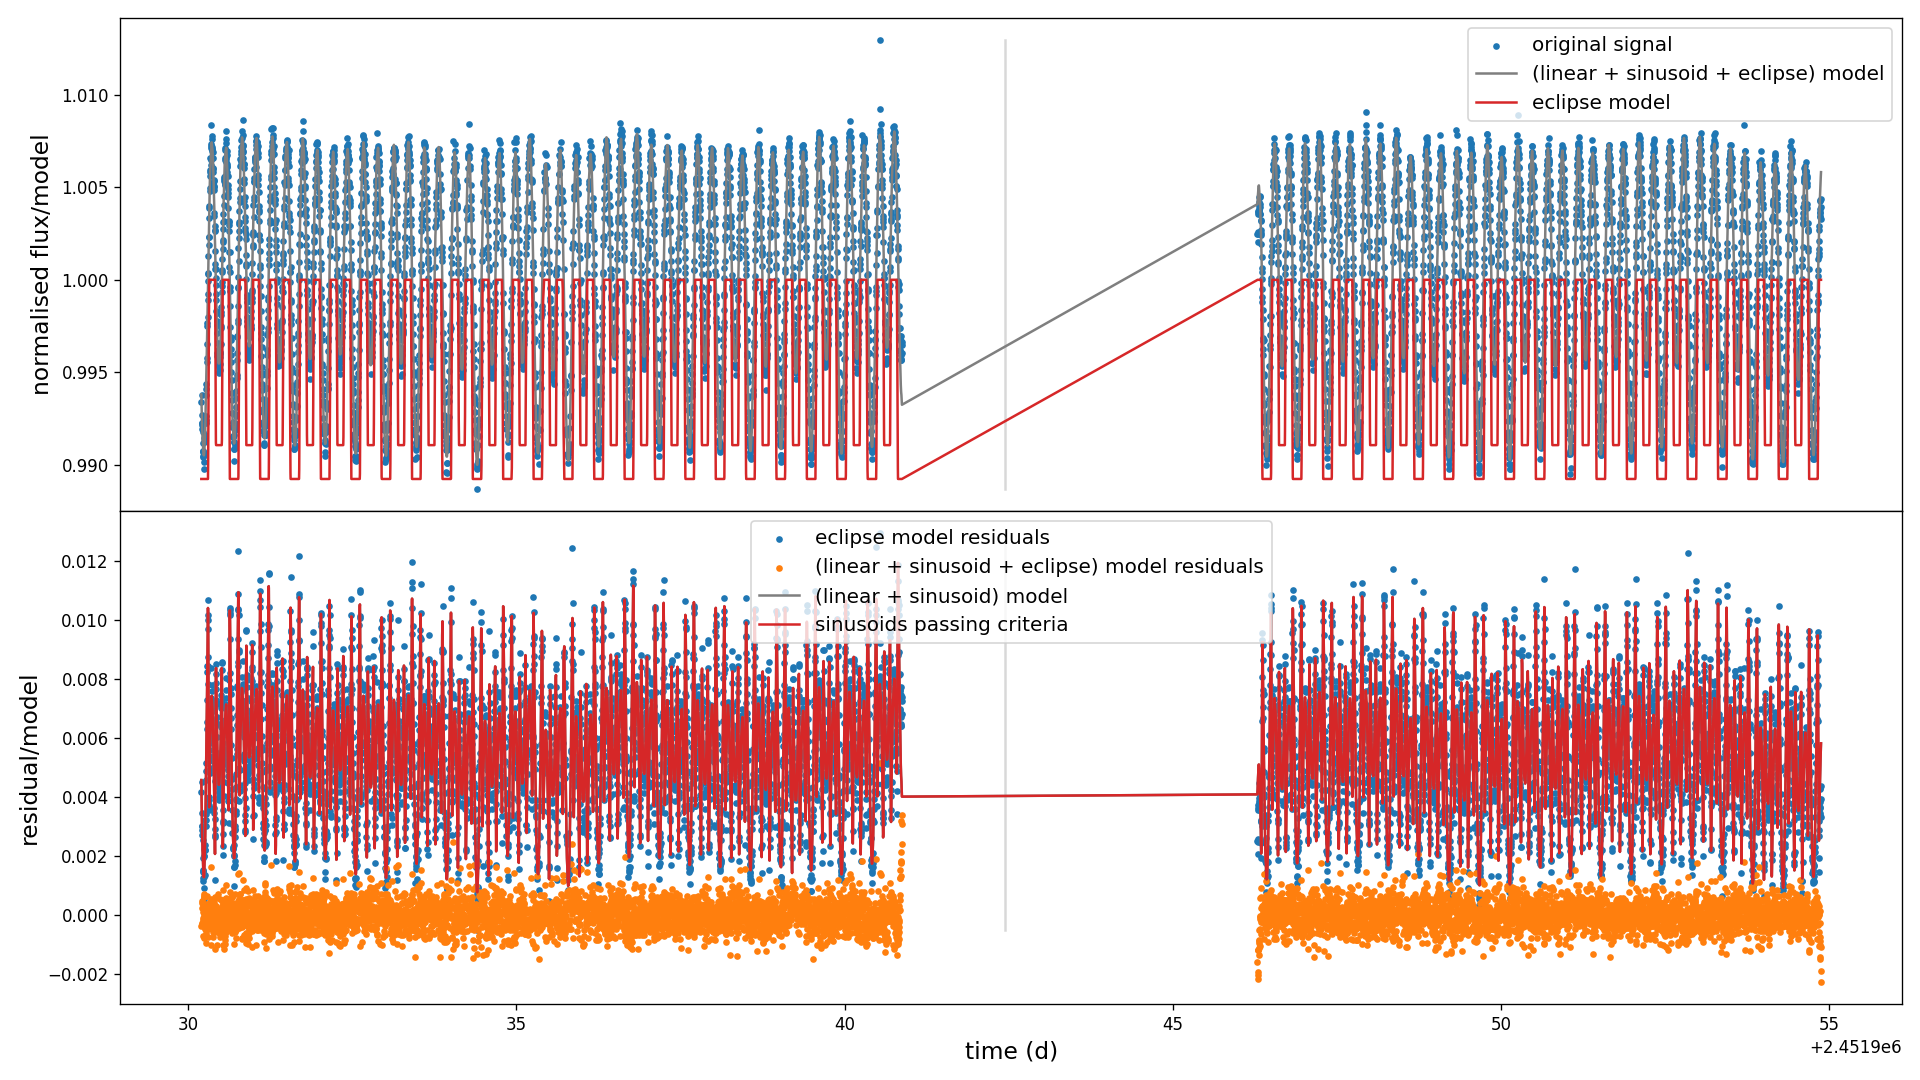 original signal
(linear + sinusoid + eclipse) model
eclipse model
normalised flux/model
1.010
1.005
1.000
0.995
0.990
eclipse model residuals
(linear + sinusoid + eclipse) model residuals
(linear + sinusoid) model
sinusoids passing criteria
residual/model
0.012
0.010
0.008
0.006
0.004
0.002
0.000
−0.002
30
35
40
45
50
55
time (d)
+2.4519e6